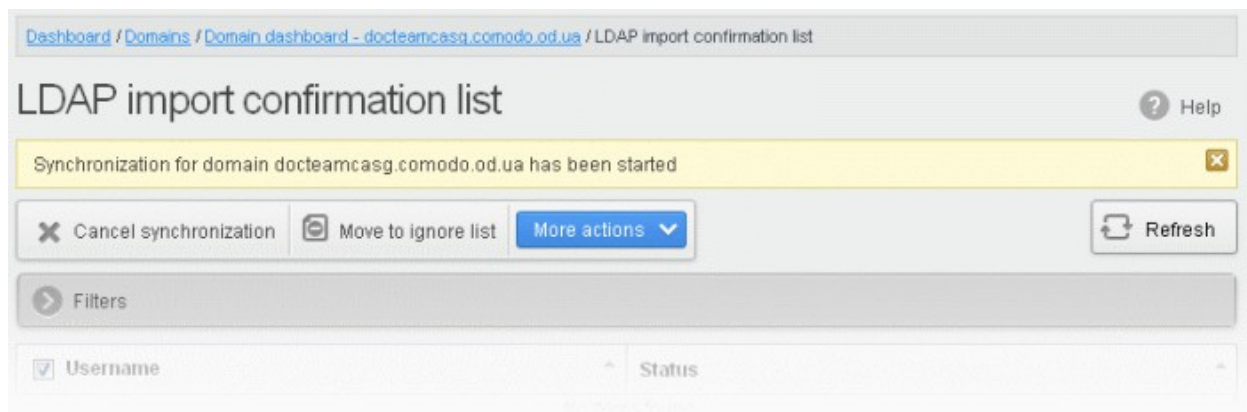 Dashboard / Domains / Domain dashboard - docteamcasg.comodo.od.ua / LDAP import confirmation list
LDAP import confirmation list
Help
Synchronization for domain docteamcasg.comodo.od.ua has been started
Cancel synchronization Move to ignore list More actions Refresh
Filters
Username Status